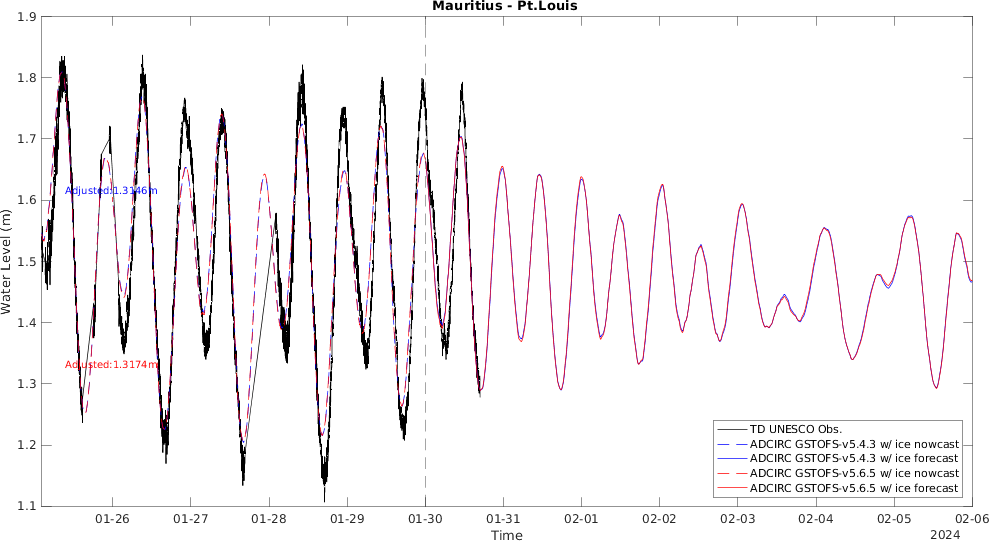 Mauritius - Pt.Louis
Water Level (m)
1.9
1.8
1.7
1.6
1.5
1.4
1.3
1.2
1.1
Adjusted:1.3146m
Adjusted:1.3174m
TD UNESCO Obs.
ADCIRC GSTOFS-v5.4.3 w/ ice nowcast
ADCIRC GSTOFS-v5.4.3 w/ ice forecast
ADCIRC GSTOFS-v5.6.5 w/ ice nowcast
ADCIRC GSTOFS-v5.6.5 w/ ice forecast
01-26 01-27 01-28 01-29 01-30 01-31 02-01 02-02 02-03 02-04 02-05 02-06
Time
2024